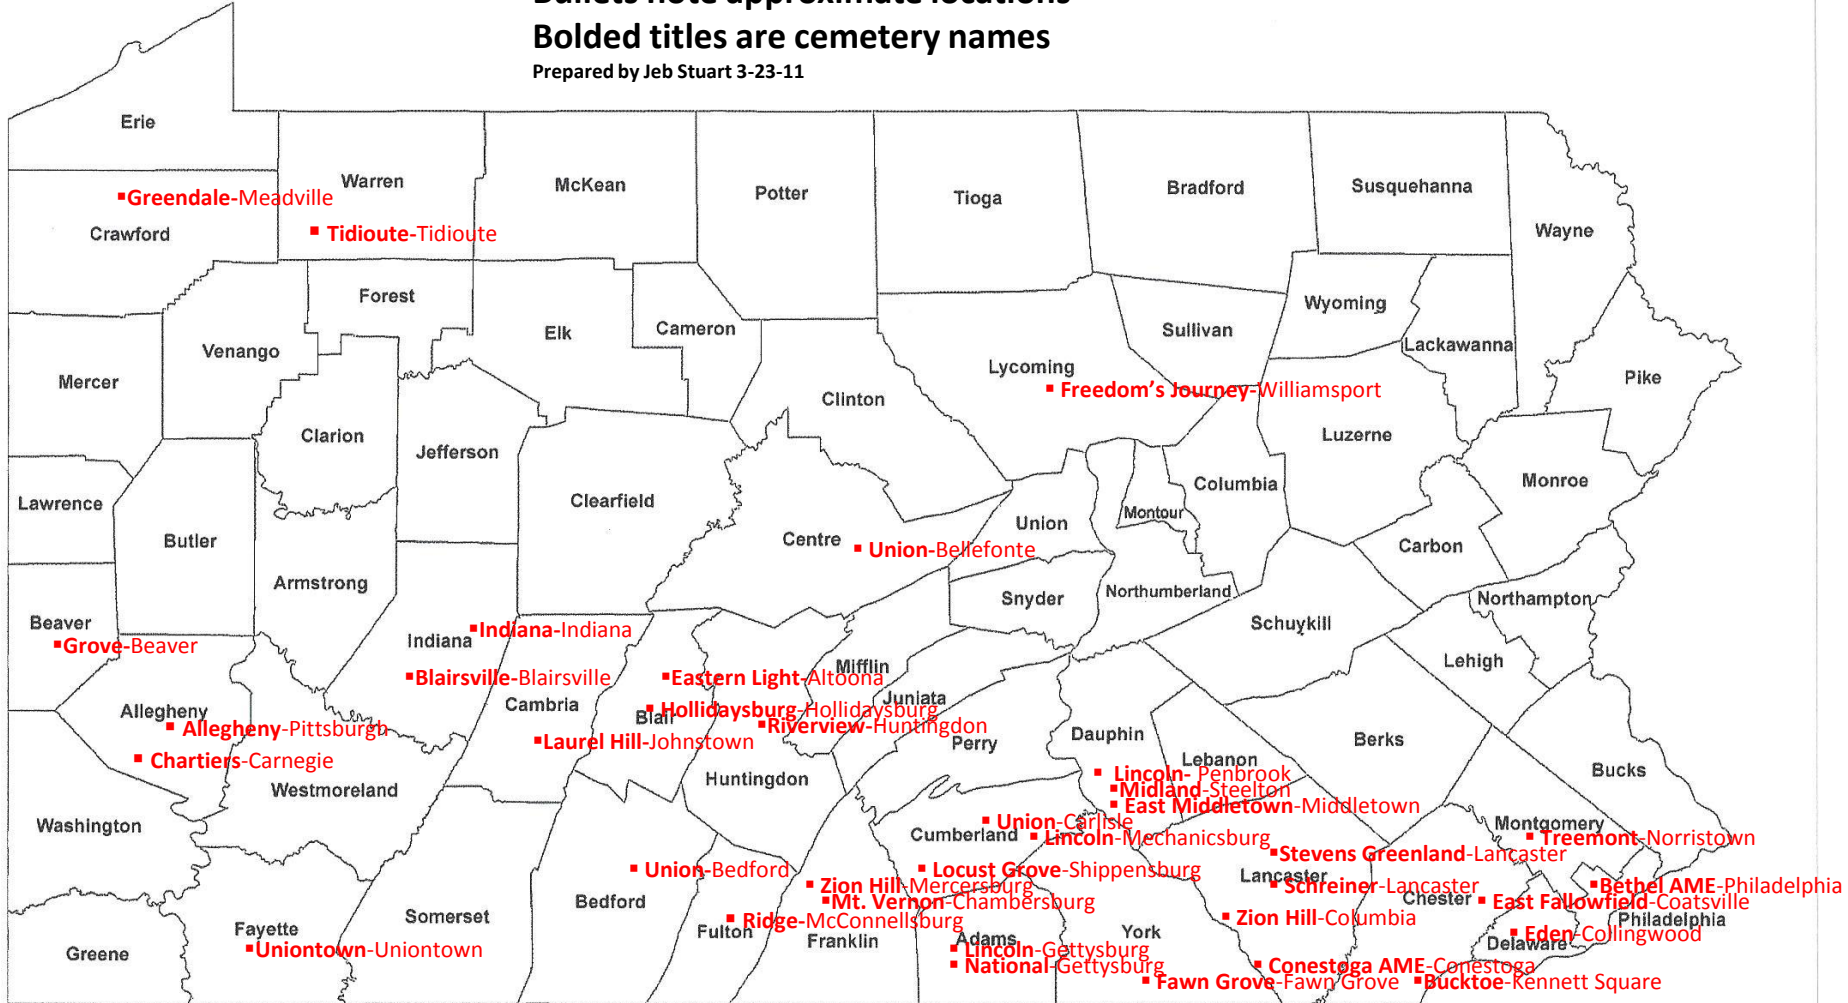 Bullets note approximate locations
Bolded titles are cemetery names
Prepared by Jeb Stuart 3-23-11
Erie
Warren
McKean
Potter
Tioga
Bradford
Susquehanna
Wayne
Greendale-Meadville
Crawford
Tidioute-Tidioute
Forest
Elk
Cameron
Sullivan
Wyoming
Lackawanna
Venango
Mercer
Lycoming
Pike
Freedom's Journey-Williamsport
Clinton
Clarion
Jefferson
Luzerne
Lawrence
Clearfield
Columbia
Monroe
Butler
Centre
Union-Bellefonte
Union
Montour
Carbon
Armstrong
Snyder
Northumberland
Northampton
Beaver
Grove-Beaver
Indiana
Indiana-Indiana
Schuykill
Blairsville-Blairsville
Eastern Light-Altoona
Mifflin
Lehigh
Juniata
Allegheny
Allegheny-Pittsburgh
Cambria
Blair
Hollidaysburg-Hollidaysburg
Riverview-Huntingdon
Chartiers-Carnegie
Laurel Hill-Johnstown
Perry
Dauphin
Berks
Lebanon
Bucks
Westmoreland
Huntingdon
Lincoln- Penbrook
Midland-Steelton
East Middletown-Middletown
Washington
Union-Carlisle
Cumberland
Lincoln-Mechanicsburg
Montgomery
Treemont-Norristown
Stevens Greenland-Lancaster
Union-Bedford
Locust Grove-Shippensburg
Lancaster
Zion Hill-Mercersburg
Schreiner-Lancaster
Bethel AME-Philadelphia
Bedford
Mt. Vernon-Chambersburg
Chester
East Fallowfield-Coatsville
Somerset
Ridge-McConnellsburg
Zion Hill-Columbia
Philadelphia
Fayette
Fulton
Franklin
York
Eden-Collingwood
Adams
Delaware
Greene
Uniontown-Uniontown
Lincoln-Gettysburg
National-Gettysburg
Conestoga AME-Conestoga
Fawn Grove-Fawn Grove
Bucktoe-Kennett Square